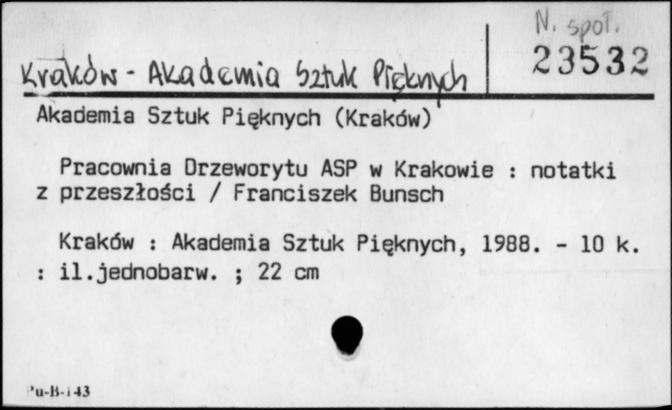 N. społ.
23532
Kraków - Akademia Sztuk Pięknych
Akademia Sztuk Pięknych (Kraków)
Pracownia Drzeworytu ASP w Krakowie : notatki
z przeszłości / Franciszek Bunsch
Kraków : Akademia Sztuk Pięknych, 1988. - 10 k.
: il.jednobarw. ; 22 cm
Pu-B-143